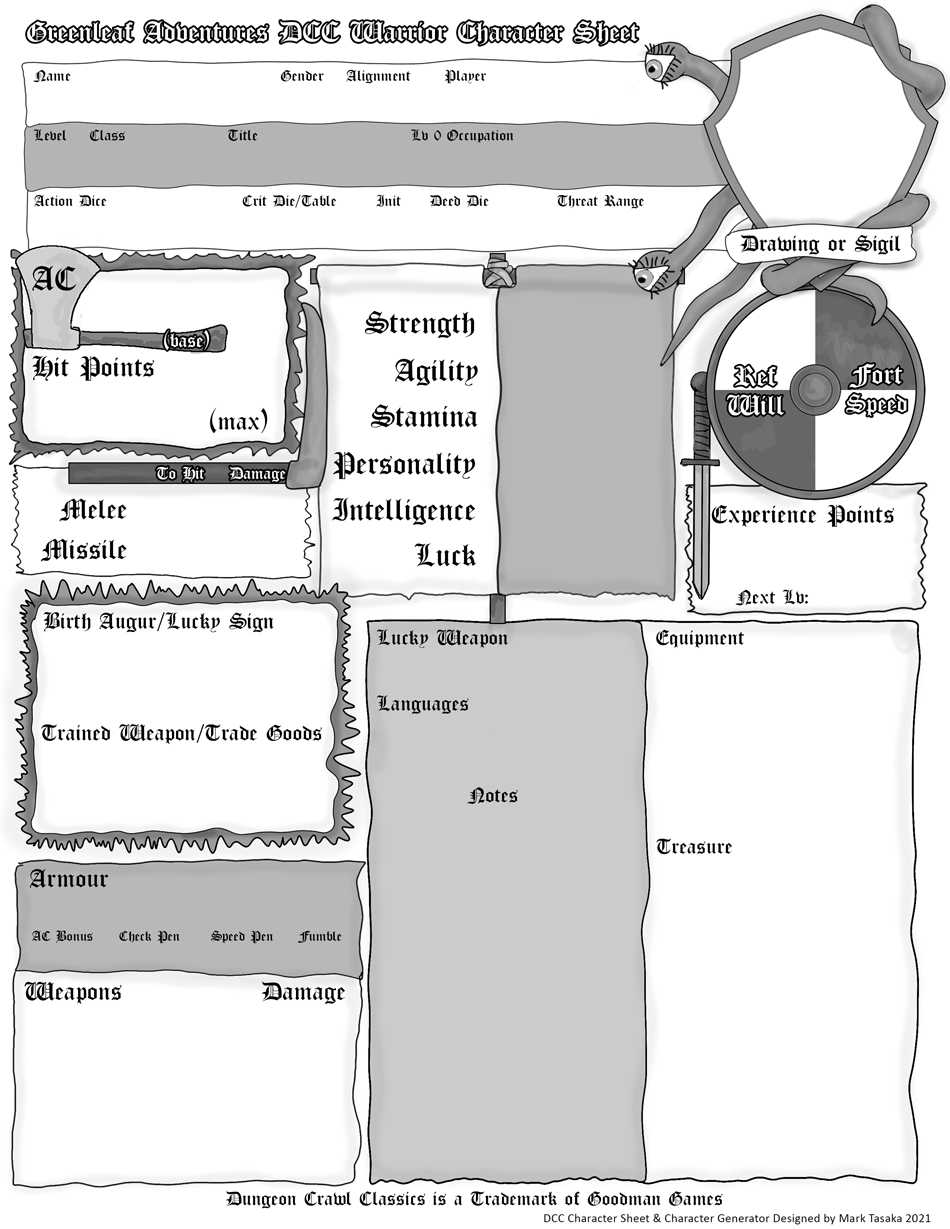 Greenleaf Adventures DCC Warrior Character Sheet
Name Gender Alignment Player
Level Class Title Lv 0 Occupation
Action Dice Crit Die/Table Init Deed Die Threat Range
Drawing or Sigil
AC
(base)
Hit Points
(max)
To Hit Damage
Melee
Missile
Strength
Agility
Stamina
Personality
Intelligence
Luck
Ref Fort
Will Speed
Experience Points
Next Lv:
Birth Augur/Lucky Sign
Trained Weapon/Trade Goods
Armour
AC Bonus Check Pen Speed Pen Fumble
Weapons Damage
Lucky Weapon
Languages
Notes
Equipment
Treasure
Dungeon Crawl Classics is a Trademark of Goodman Games
DCC Character Sheet & Character Generator Designed by Mark Tasaka 2021